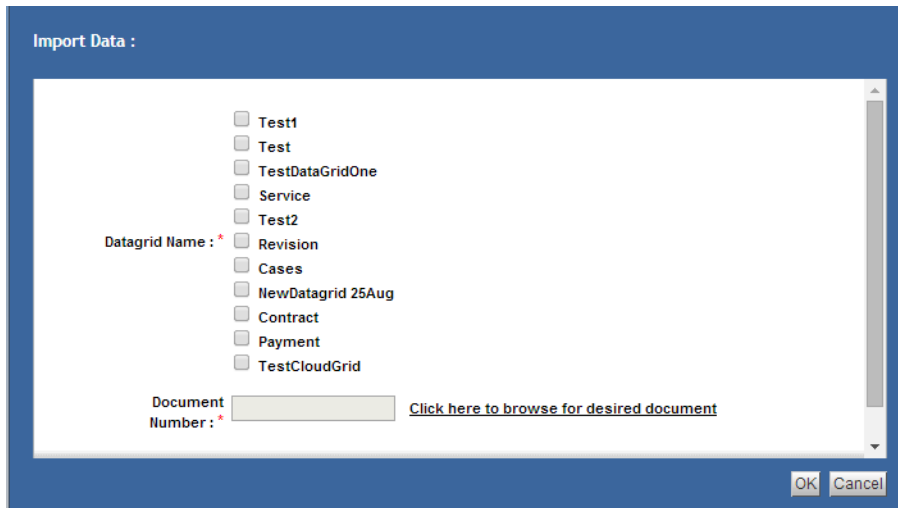 Import Data :
Test1
Test
TestDataGridOne
Service
Test2
Datagrid Name : * Revision
Cases
NewDatagrid 25Aug
Contract
Payment
TestCloudGrid
Document
Number : * Click here to browse for desired document
OK Cancel